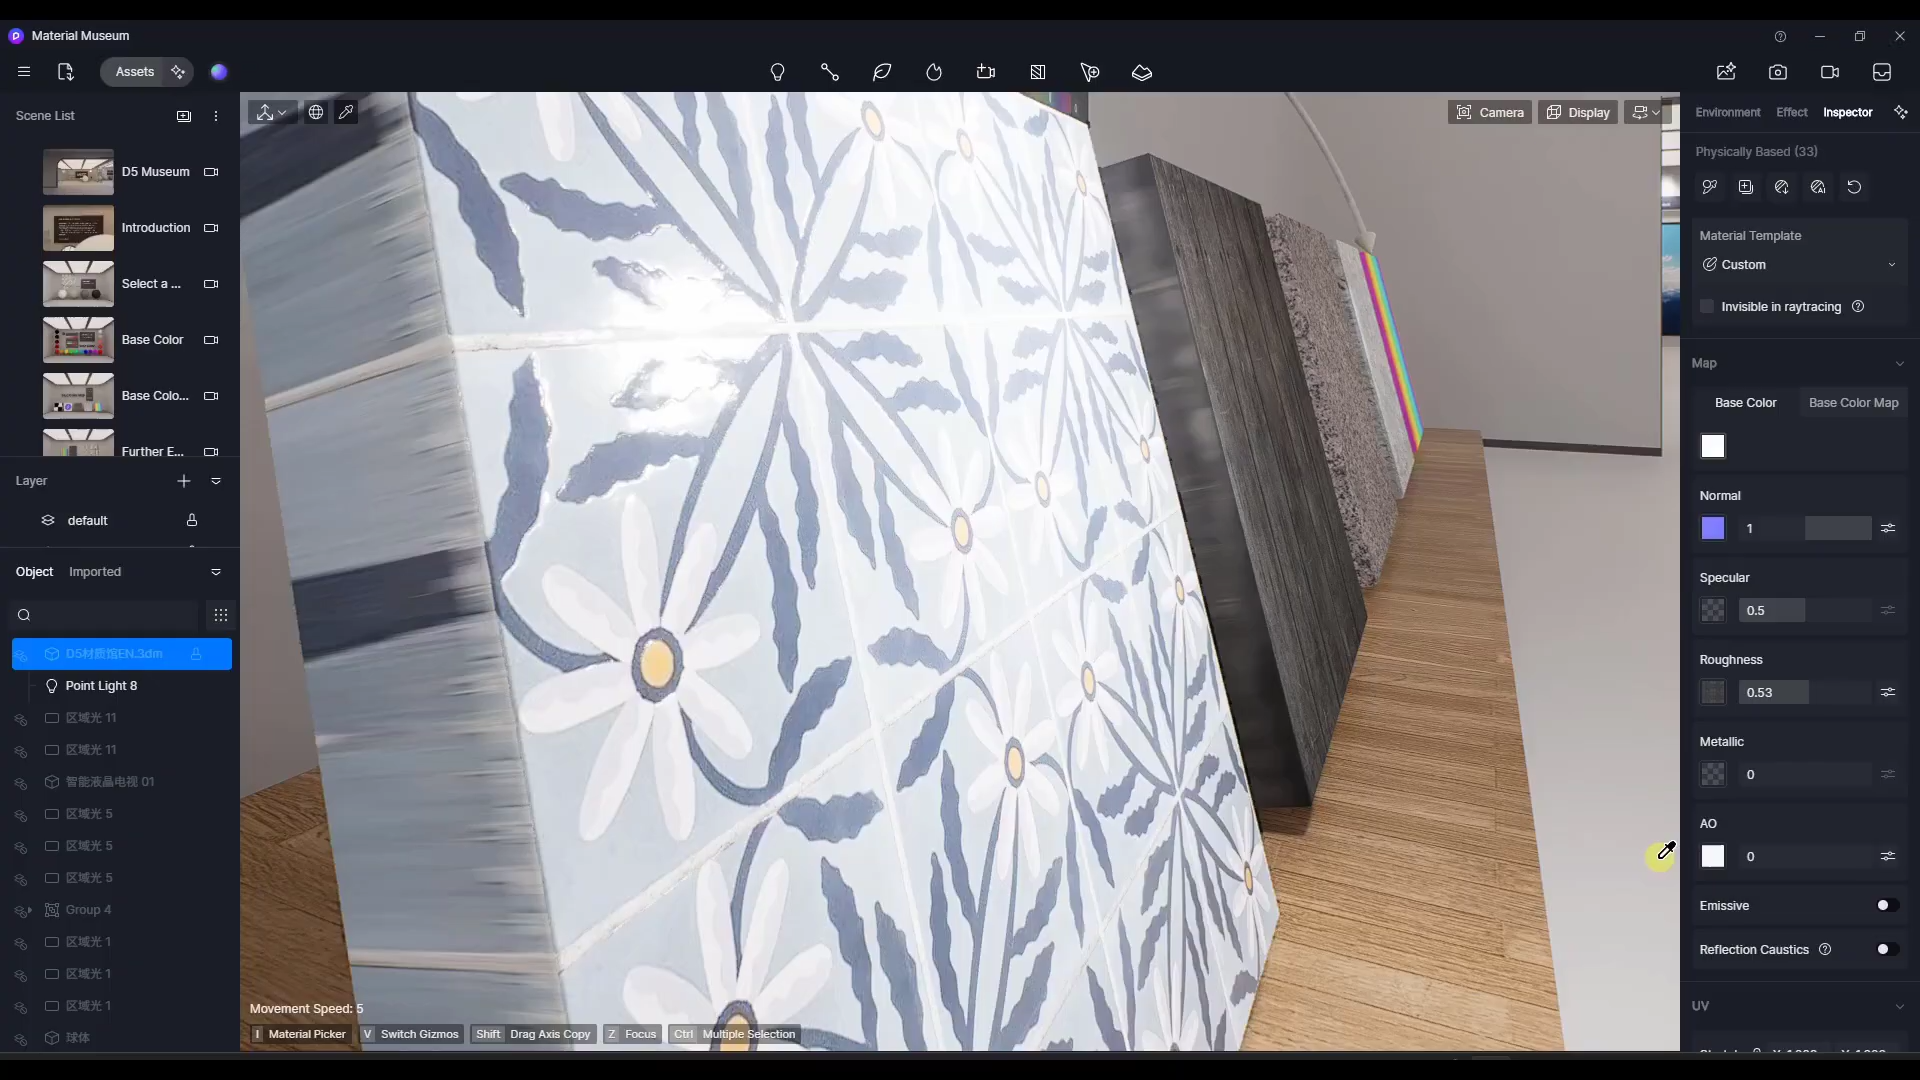 Material Museum
Assets
Scene List
D5 Museum
Introduction
Select a ...
Base Color
Base Colo...
Further E...
Layer
default
Object Imported
D5材质馆EN.3dm
Point Light 8
区域光 11
区域光 11
智能液晶电视 01
区域光 5
区域光 5
区域光 5
Group 4
区域光 1
区域光 1
区域光 1
球体
Camera Display
Movement Speed: 5
I Material Picker V Switch Gizmos Shift Drag Axis Copy Z Focus Ctrl Multiple Selection
Environment Effect Inspector
Physically Based (33)
Material Template
Custom
Invisible in raytracing
Map
Base Color Base Color Map
Normal
1
Specular
0.5
Roughness
0.53
Metallic
0
AO
0
Emissive
Reflection Caustics
UV